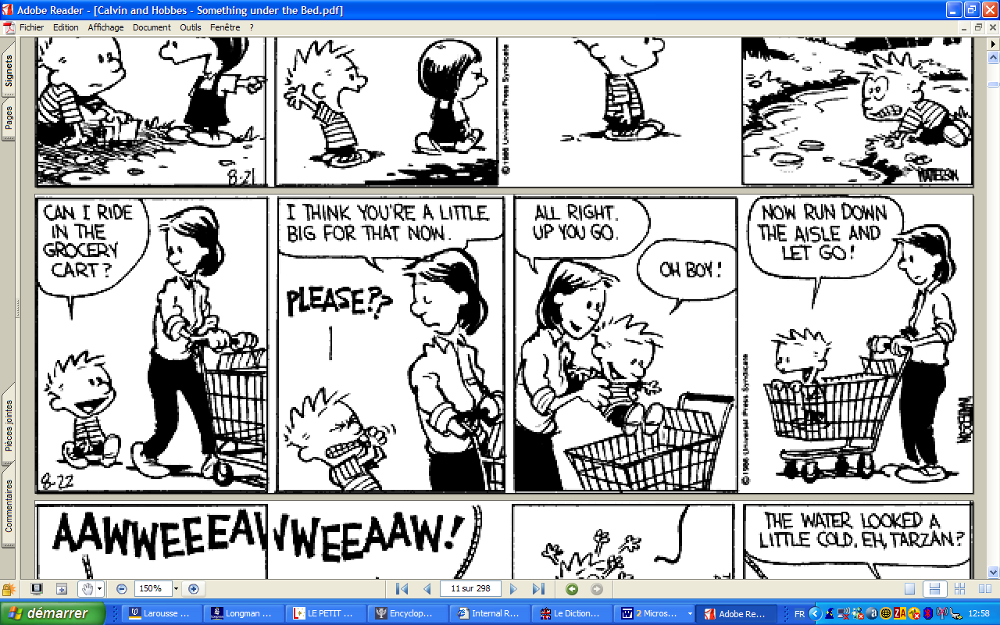 Adobe Reader - [Calvin and Hobbes - Something under the Bed.pdf]
Fichier Edition Affichage Document Outils Fenêtre ?
Signets
Pages
Pièces jointes
Commentaires
8-21
© 1986 Universal Press Syndicate
WATTERSON
CAN I RIDE
IN THE
GROCERY
CART?
8-22
I THINK YOU'RE A LITTLE
BIG FOR THAT NOW.
PLEASE??
ALL RIGHT.
UP YOU GO.
OH BOY!
© 1986 Universal Press Syndicate
NOW RUN DOWN
THE AISLE AND
LET GO!
WATTERSON
AAWWEEEAWWEEAAW!
THE WATER LOOKED A
LITTLE COLD, EH, TARZAN?
150%
11 sur 298
démarrer
Larousse ...
Longman ...
LE PETIT ...
Encyclop...
Internal R...
Le Diction...
2 Micros...
Adobe Re...
FR
12:58